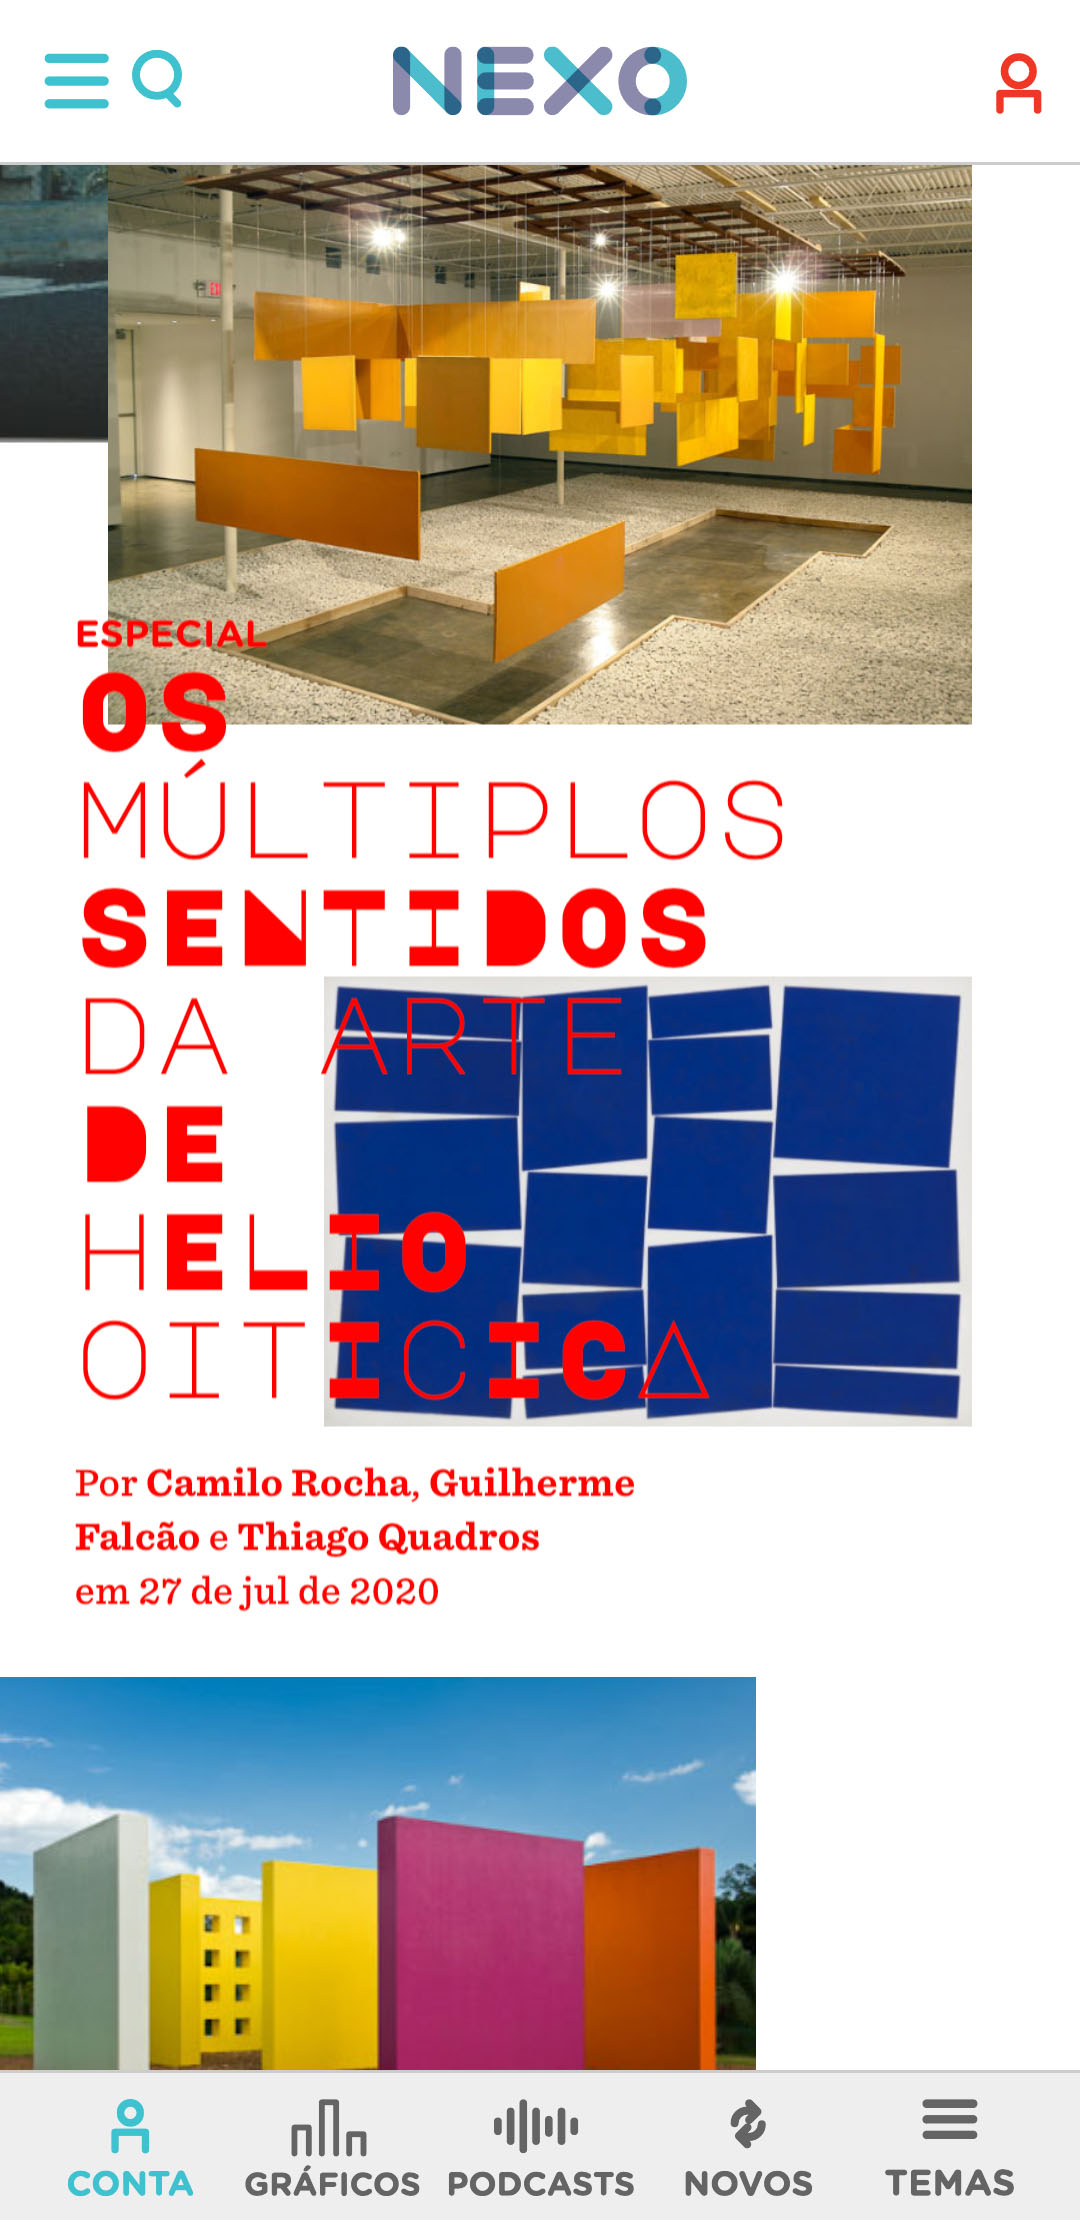 NEXO
ESPECIAL
OS
MÚLTIPLOS
SENTIDOS
DA ARTE
DE
HELIO
OITICICA
Por Camilo Rocha, Guilherme
Falcão e Thiago Quadros
em 27 de jul de 2020
CONTA GRÁFICOS PODCASTS NOVOS TEMAS